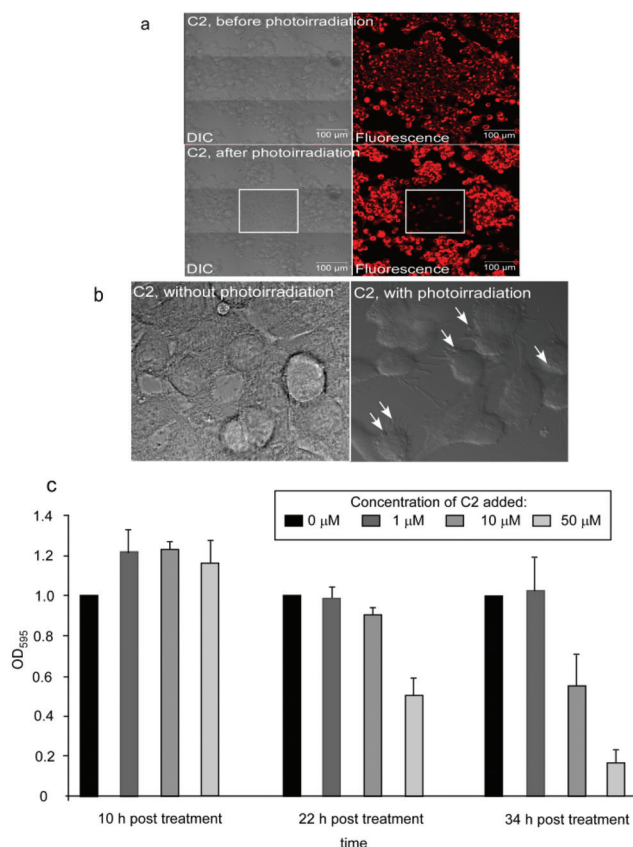 a
C2, before photoirradiation
DIC
100 µm
Fluorescence
100 µm
C2, after photoirradiation
DIC
100 µm
Fluorescence
100 µm
b
C2, without photoirradiation
C2, with photoirradiation
c
Concentration of C2 added:
0 µM 1 µM 10 µM 50 µM
1.4
1.2
1.0
0.8
0.6
0.4
0.2
0
OD595
10 h post treatment 22 h post treatment 34 h post treatment
time